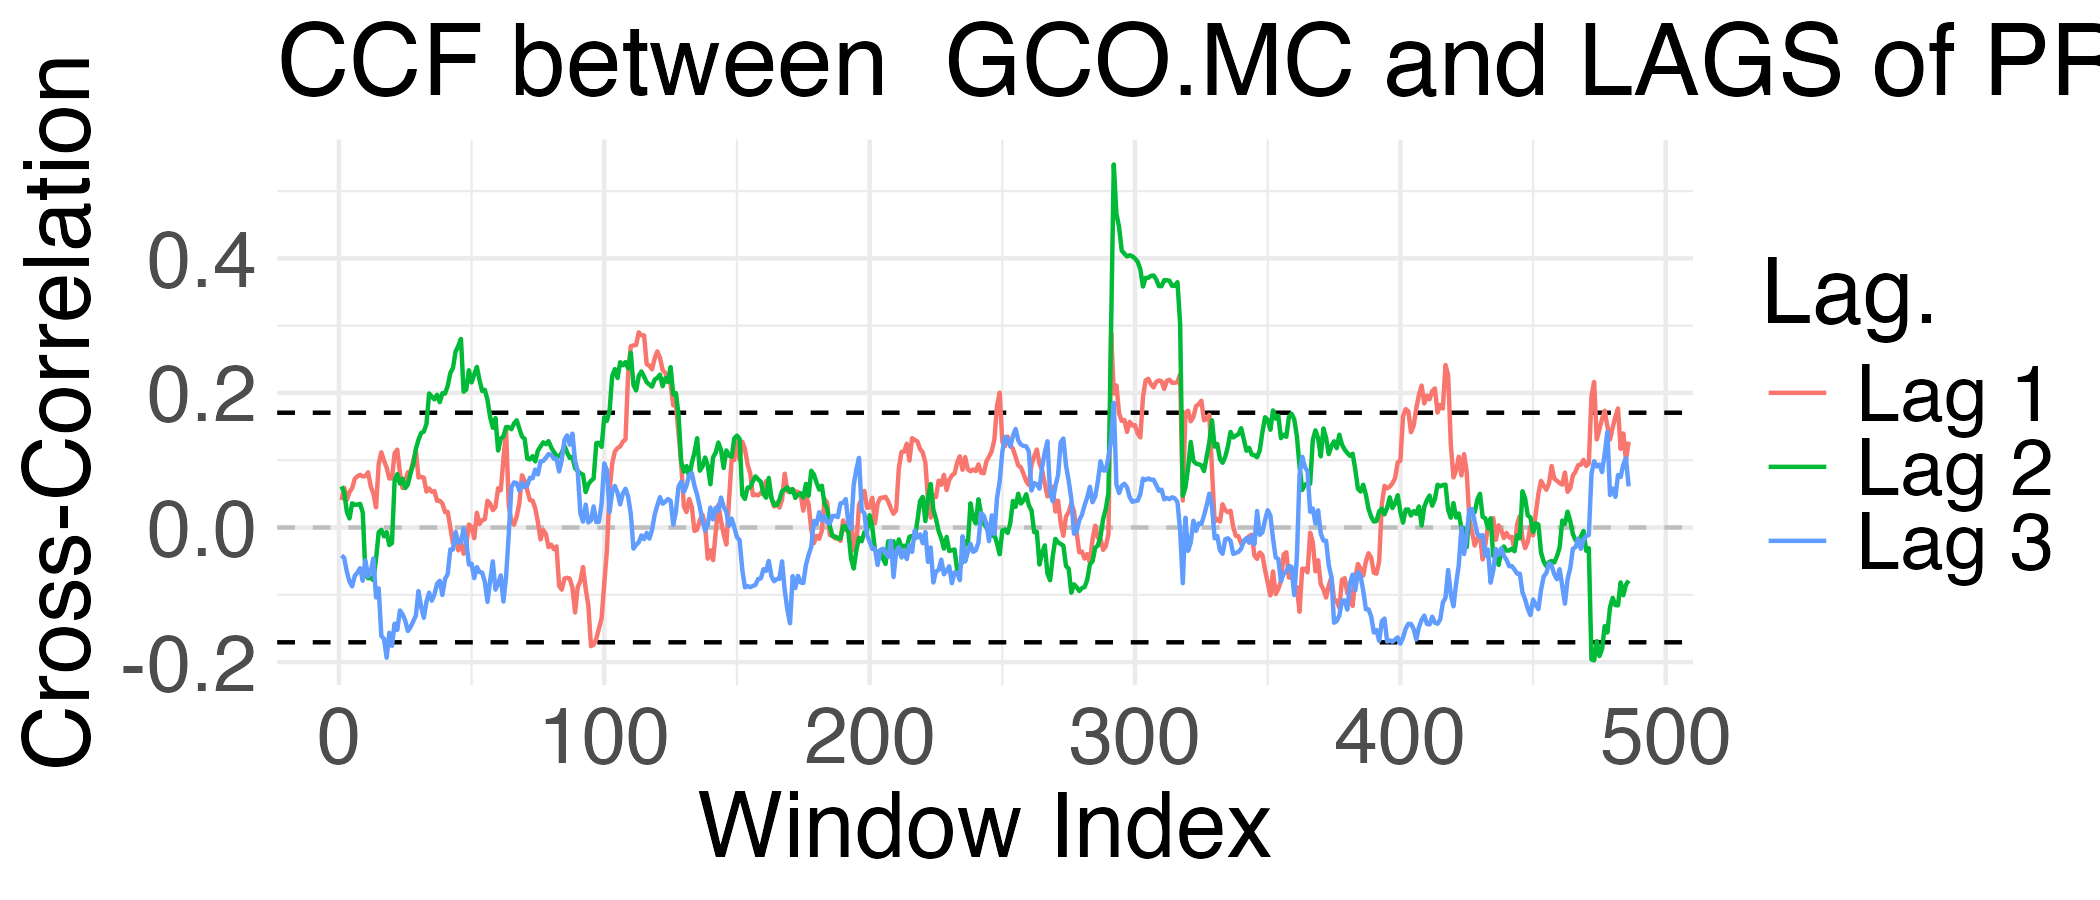 CCF between  GCO.MC and LAGS of PR
Cross-Correlation
0.4
0.2
0.0
-0.2
0 100 200 300 400 500
Window Index
Lag.
Lag 1
Lag 2
Lag 3